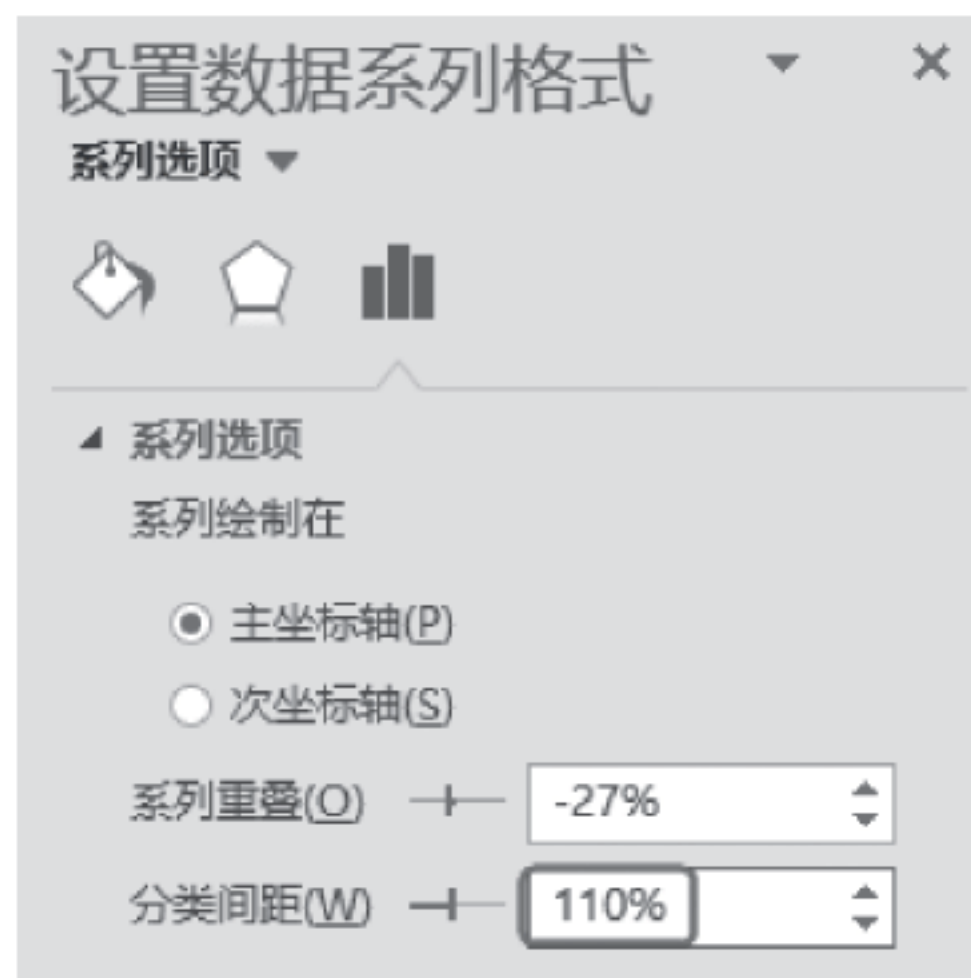 设置数据系列格式
系列选项
系列选项
系列绘制在
主坐标轴(P)
次坐标轴(S)
系列重叠(O) -27%
分类间距(W) 110%